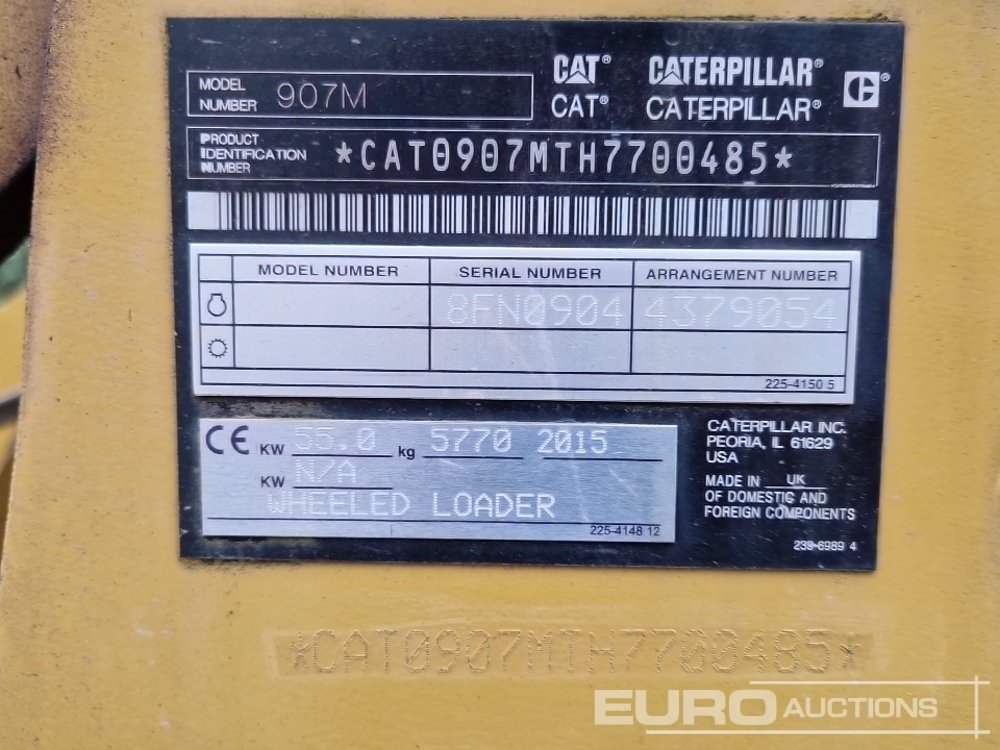 MODEL NUMBER 907M
CAT® CATERPILLAR®
CAT® CATERPILLAR®
PRODUCT IDENTIFICATION NUMBER *CAT0907MTH7700485*
MODEL NUMBER SERIAL NUMBER ARRANGEMENT NUMBER
8FN0904 4379054
225-4150 5
CE KW 55.0 kg 5770 2015
KW N/A
WHEELED LOADER
225-4148 12
CATERPILLAR INC.
PEORIA, IL 61629
USA
MADE IN UK
OF DOMESTIC AND
FOREIGN COMPONENTS
239-6989 4
*CAT0907MTH7700485*
EURO AUCTIONS